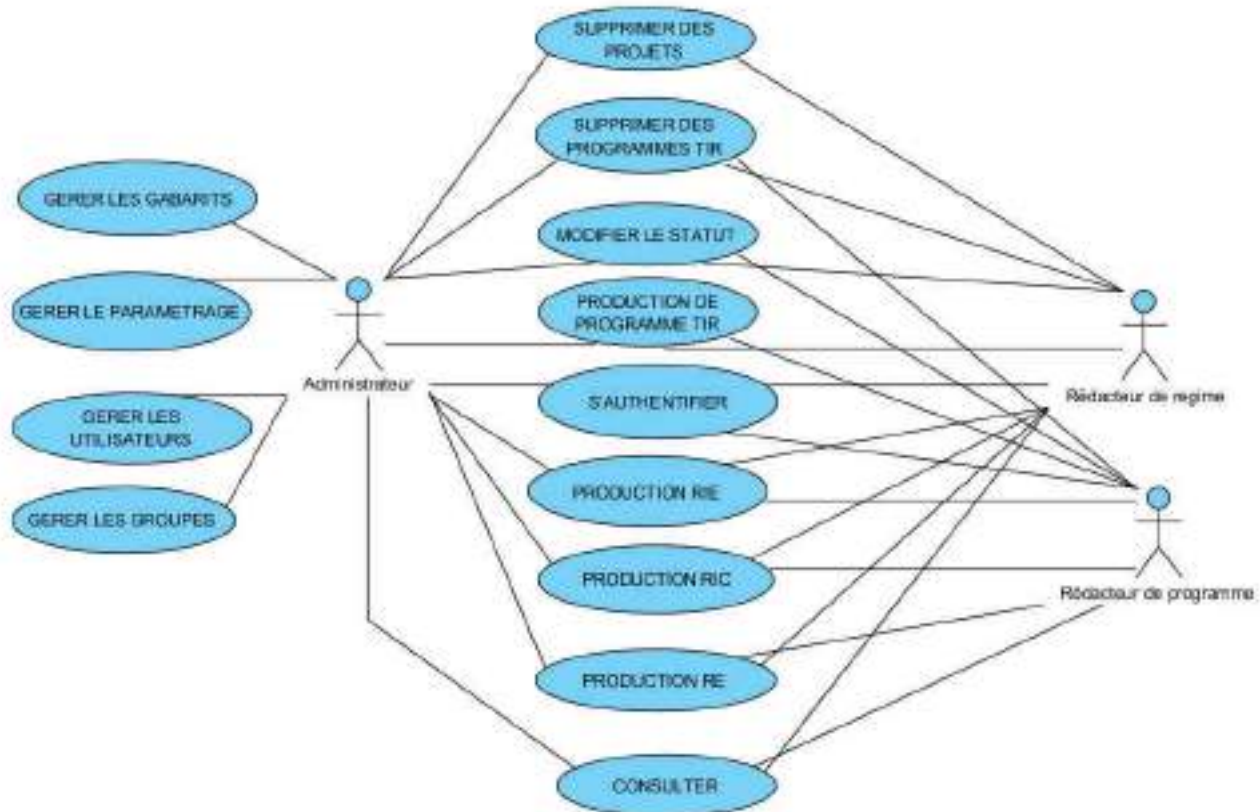 SUPPRIMER DES
PROJETS
SUPPRIMER DES
PROGRAMMES TIR
GERER LES GABARITS
MODIFIER LE STATUT
GERER LE PARAMETRAGE
PRODUCTION DE
PROGRAMME TIR
Administrateur
Rédacteur de regime
S'AUTHENTIFIER
GERER LES
UTILISATEURS
PRODUCTION RIE
GERER LES GROUPES
PRODUCTION RIC
Rédacteur de programme
PRODUCTION RE
CONSULTER